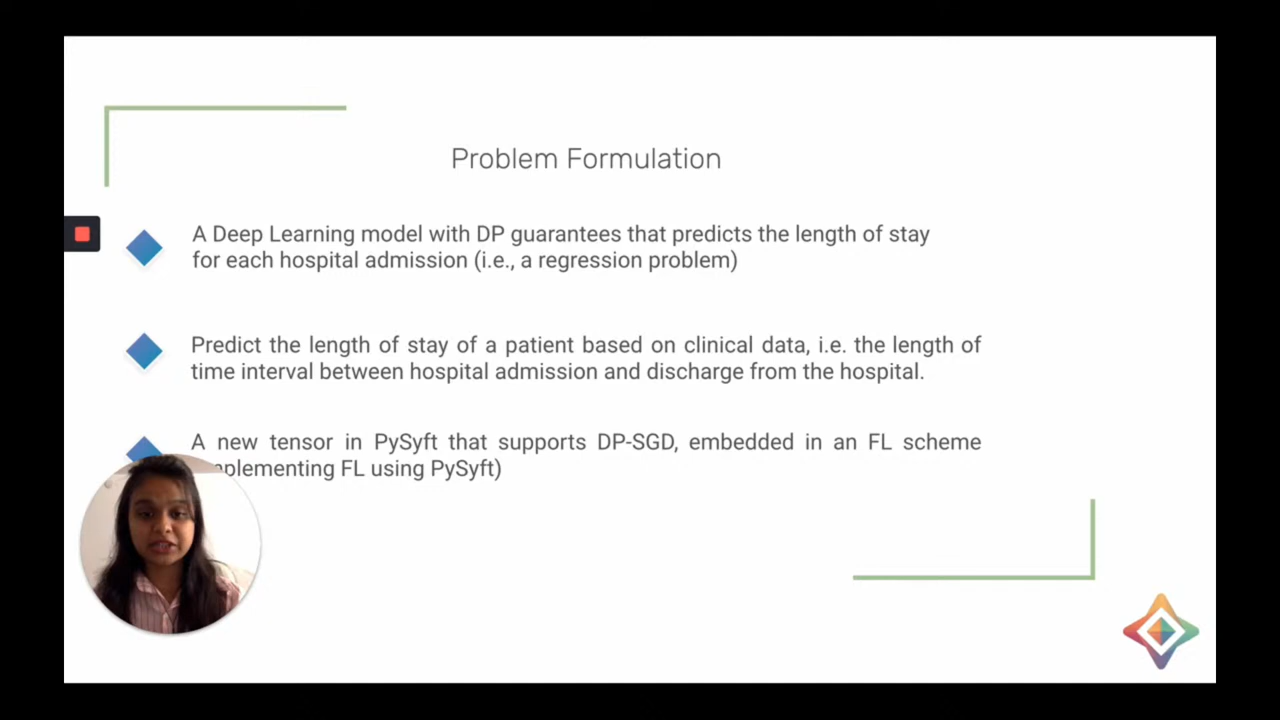 Problem Formulation
A Deep Learning model with DP guarantees that predicts the length of stay
for each hospital admission (i.e., a regression problem)
Predict the length of stay of a patient based on clinical data, i.e. the length of
time interval between hospital admission and discharge from the hospital.
A new tensor in PySyft that supports DP-SGD, embedded in an FL scheme
FL using PySyft)